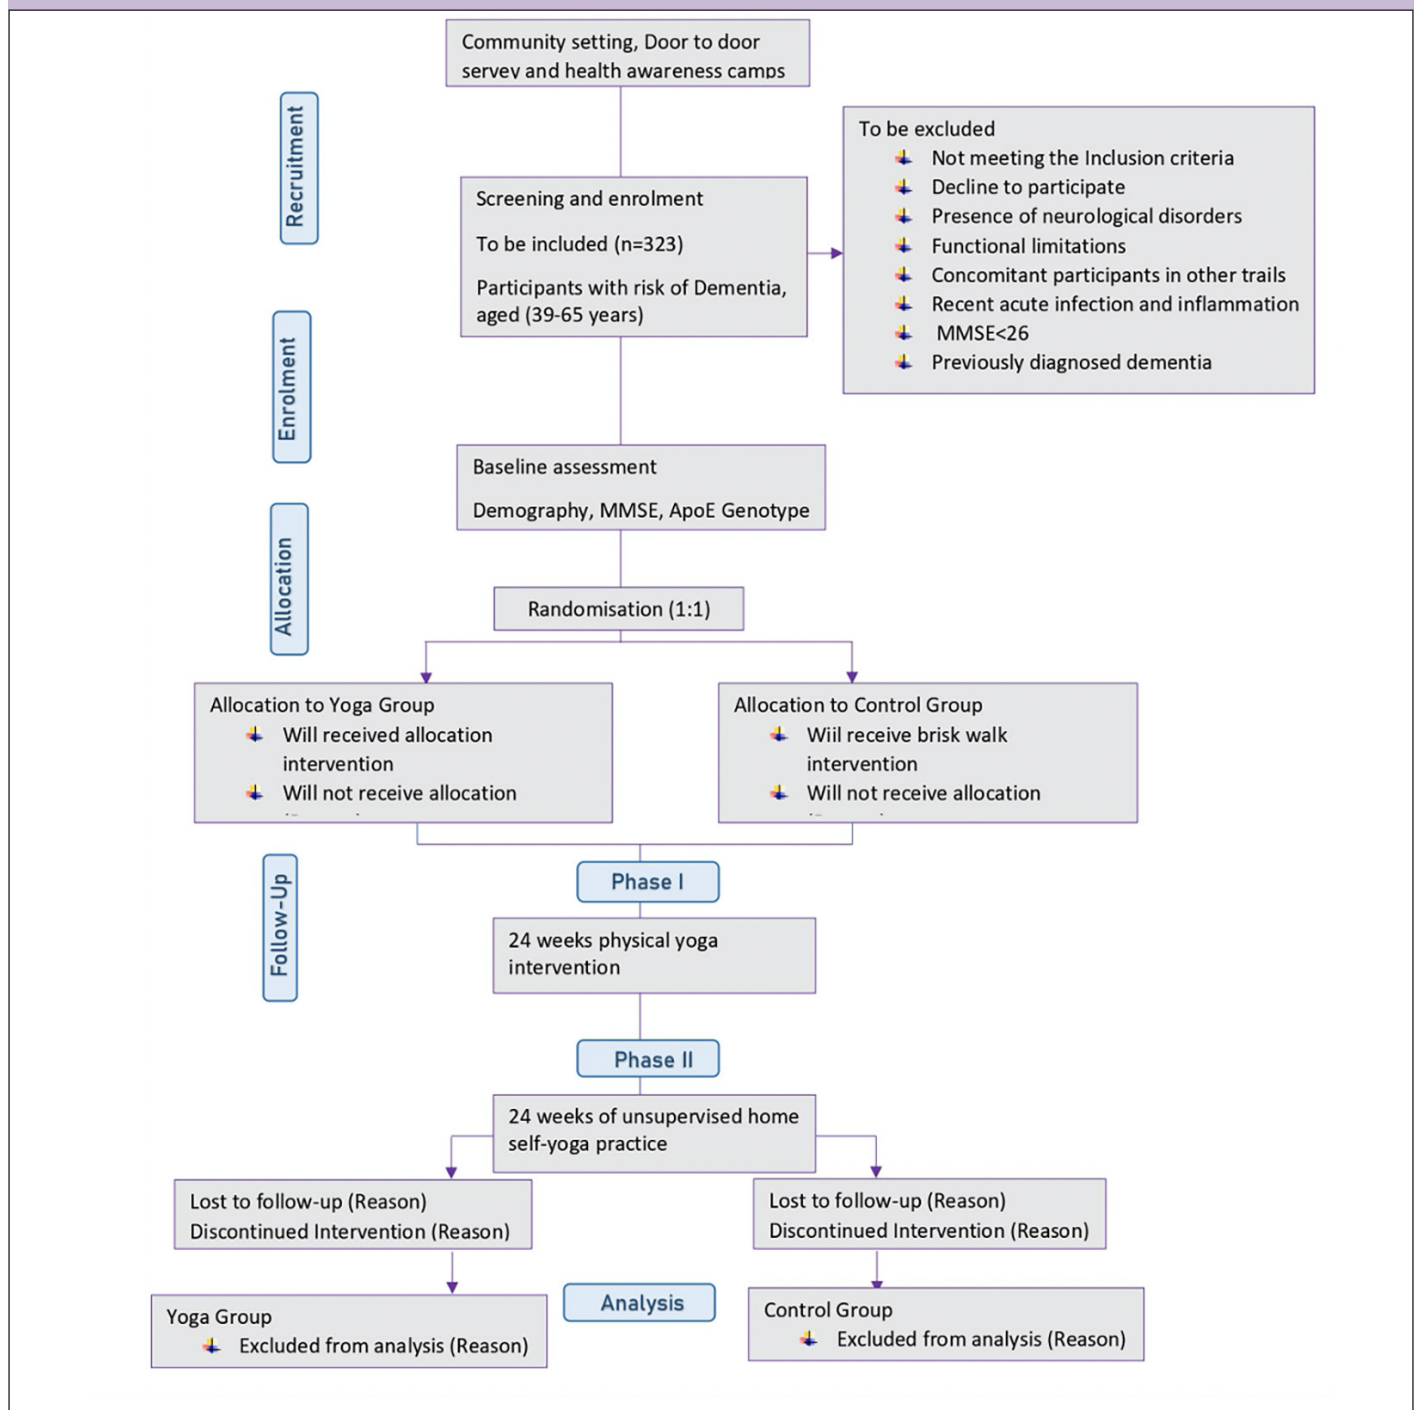 Community setting, Door to door
servey and health awareness camps
Recruitment
To be excluded
Not meeting the Inclusion criteria
Decline to participate
Presence of neurological disorders
Functional limitations
Concomitant participants in other trails
Recent acute infection and inflammation
MMSE<26
Previously diagnosed dementia
Screening and enrolment
To be included (n=323)
Participants with risk of Dementia,
aged (39-65 years)
Enrolment
Baseline assessment
Demography, MMSE, ApoE Genotype
Allocation
Randomisation (1:1)
Allocation to Yoga Group
Will received allocation
intervention
Will not receive allocation
Allocation to Control Group
Wiil receive brisk walk
intervention
Will not receive allocation
Follow-Up
Phase I
24 weeks physical yoga
intervention
Phase II
24 weeks of unsupervised home
self-yoga practice
Lost to follow-up (Reason)
Discontinued Intervention (Reason)
Lost to follow-up (Reason)
Discontinued Intervention (Reason)
Analysis
Yoga Group
Excluded from analysis (Reason)
Control Group
Excluded from analysis (Reason)